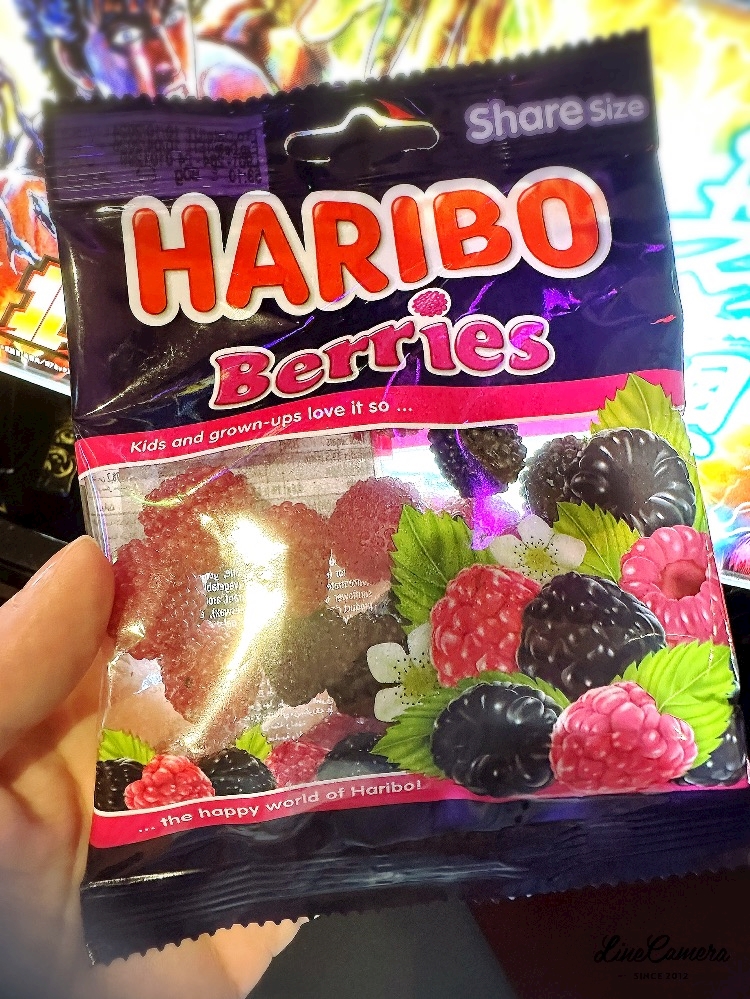 Share Size
HARIBO
Berries
Kids and grown-ups love it so ...
... the happy world of Haribo!
LineCamera
SINCE 2012